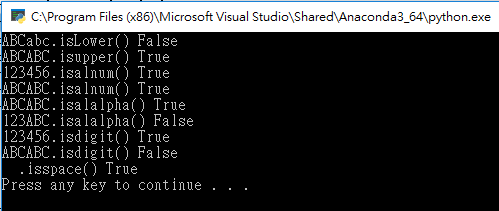 C:\Program Files (x86)\Microsoft Visual Studio\Shared\Anaconda3_64\python.exe
ABCabc.isLower() False
ABCABC.isupper() True
123456.isalnum() True
ABCABC.isalnum() True
ABCABC.isalalpha() True
123ABC.isalalpha() False
123456.isdigit() True
ABCABC.isdigit() False
  .isspace() True
Press any key to continue . . .